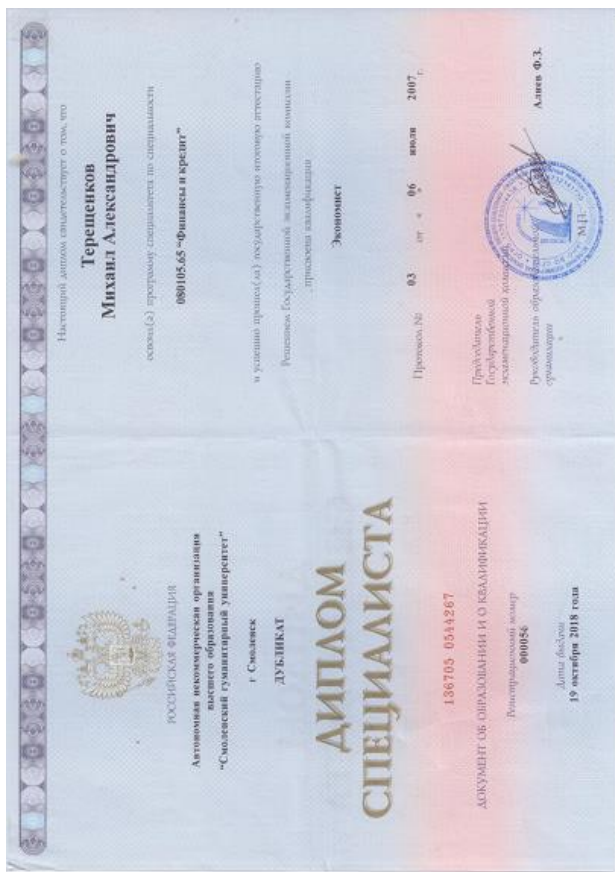 РОССИЙСКАЯ ФЕДЕРАЦИЯ
Автономная некоммерческая организация
высшего образования
"Смоленский гуманитарный университет"
г Смоленск
ДУБЛИКАТ
ДИПЛОМ
СПЕЦИАЛИСТА
136705 0544267
ДОКУМЕНТ ОБ ОБРАЗОВАНИИ И О КВАЛИФИКАЦИИ
Регистрационный номер
000056
Дата выдачи
19 октября 2018 года
Настоящий диплом свидетельствует о том, что
Терещенков
Михаил Александрович
освоил(а) программу специалитета по специальности
080105.65 "Финансы и кредит"
и успешно прошел(ла) государственную итоговую аттестацию
Решением Государственной экзаменационной комиссии
присвоена квалификация
Экономист
Протокол № 03 от « 06 » июля 2007 г.
Председатель
Государственной
экзаменационной комиссии
Руководитель образовательной
организации
Алиев Ф.З.
М.П.